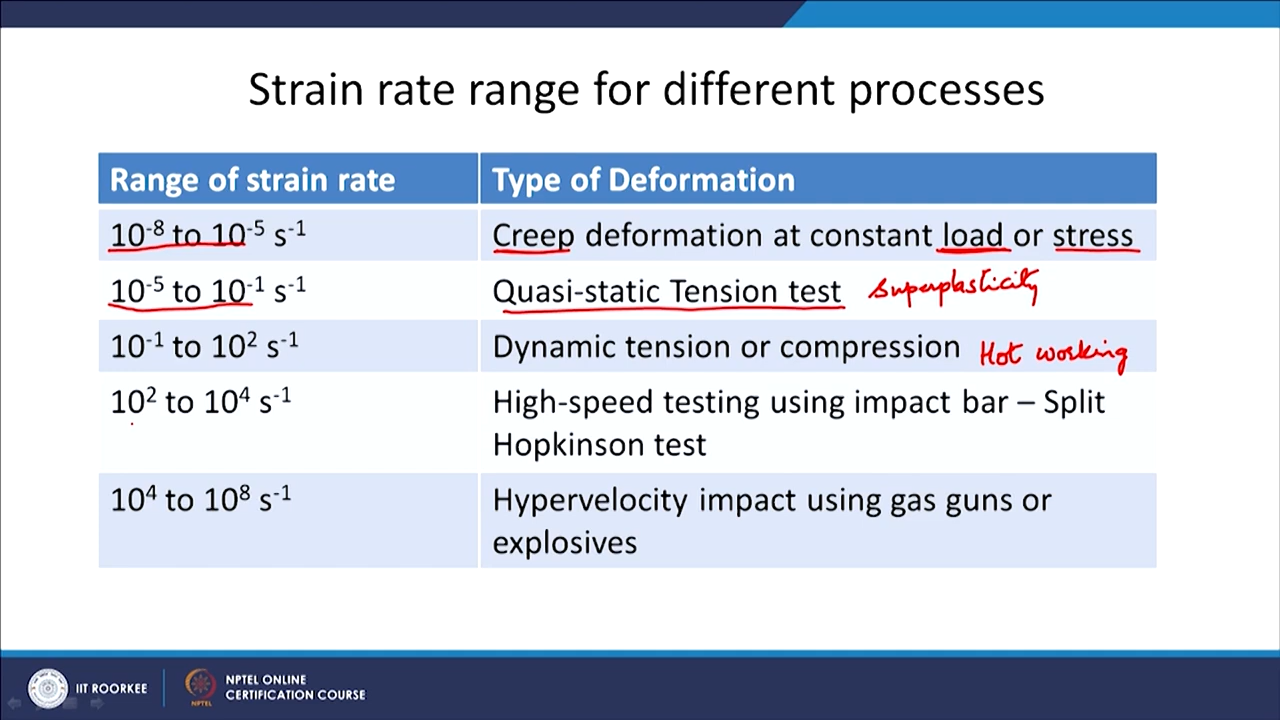 Strain rate range for different processes
Range of strain rate Type of Deformation
10⁻⁸ to 10⁻⁵ s⁻¹ Creep deformation at constant load or stress
10⁻⁵ to 10⁻¹ s⁻¹ Quasi-static Tension test superplasticity
10⁻¹ to 10² s⁻¹ Dynamic tension or compression Hot working
10² to 10⁴ s⁻¹ High-speed testing using impact bar – Split
Hopkinson test
10⁴ to 10⁸ s⁻¹ Hypervelocity impact using gas guns or
explosives
IIT ROORKEE
NPTEL ONLINE
CERTIFICATION COURSE
NPTEL